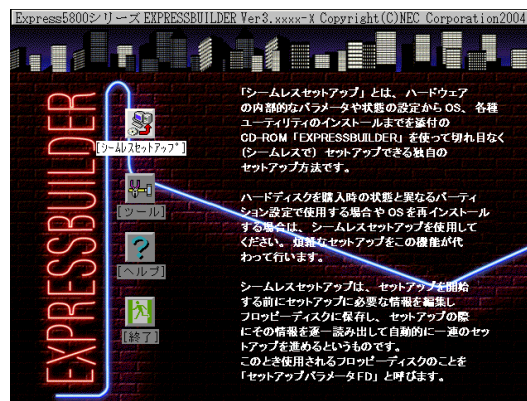 Express5800シリーズ EXPRESSBUILDER Ver3.xxxx-x Copyright(C)NEC Corporation2004
EXPRESSBUILDER
[シームレスセットアップ]
[ツール]
[ヘルプ]
[終了]
「シームレスセットアップ」とは、ハードウェア
の内部的なパラメータや状態の設定からOS、各種
ユーティリティのインストールまでを添付の
CD-ROM「EXPRESSBUILDER」を使って切れ目なく
(シームレスで)セットアップできる独自の
セットアップ方法です。
ハードディスクを購入時の状態と異なるパーティ
ション設定で使用する場合やOSを再インストール
する場合は、シームレスセットアップを使用して
ください。煩雑なセットアップをこの機能が代
わって行います。
シームレスセットアップは、セットアップを開始
する前にセットアップに必要な情報を編集し
フロッピーディスクに保存し、セットアップの際
にその情報を逐一読み出して自動的に一連のセッ
トアップを進めるというものです。
このとき使用されるフロッピーディスクのことを
「セットアップパラメータFD」と呼びます。